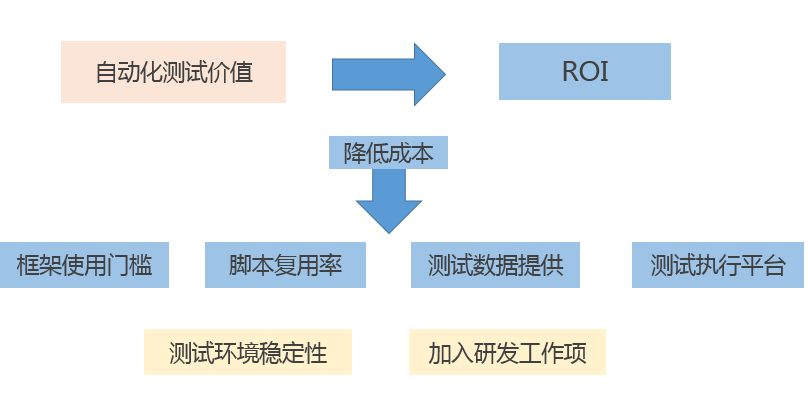 自动化测试价值
ROI
降低成本
框架使用门槛
脚本复用率
测试数据提供
测试执行平台
测试环境稳定性
加入研发工作项